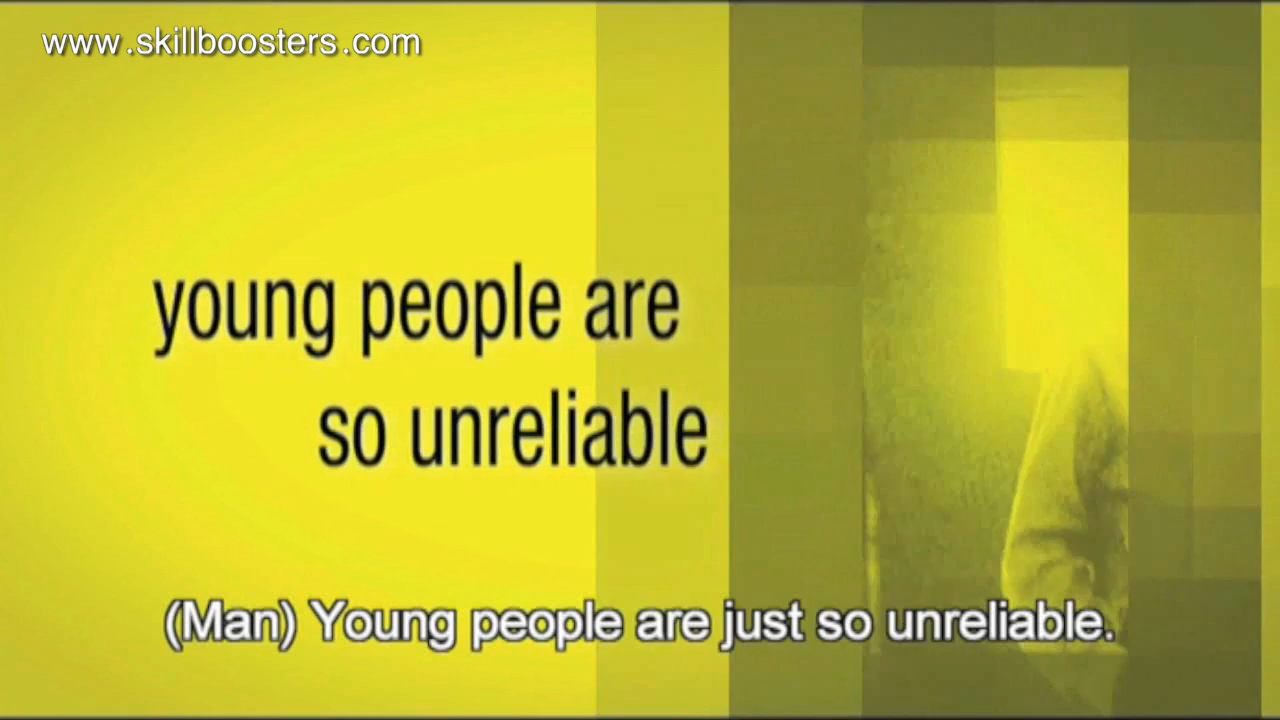 www.skillboosters.com
young people are
so unreliable
(Man) Young people are just so unreliable.